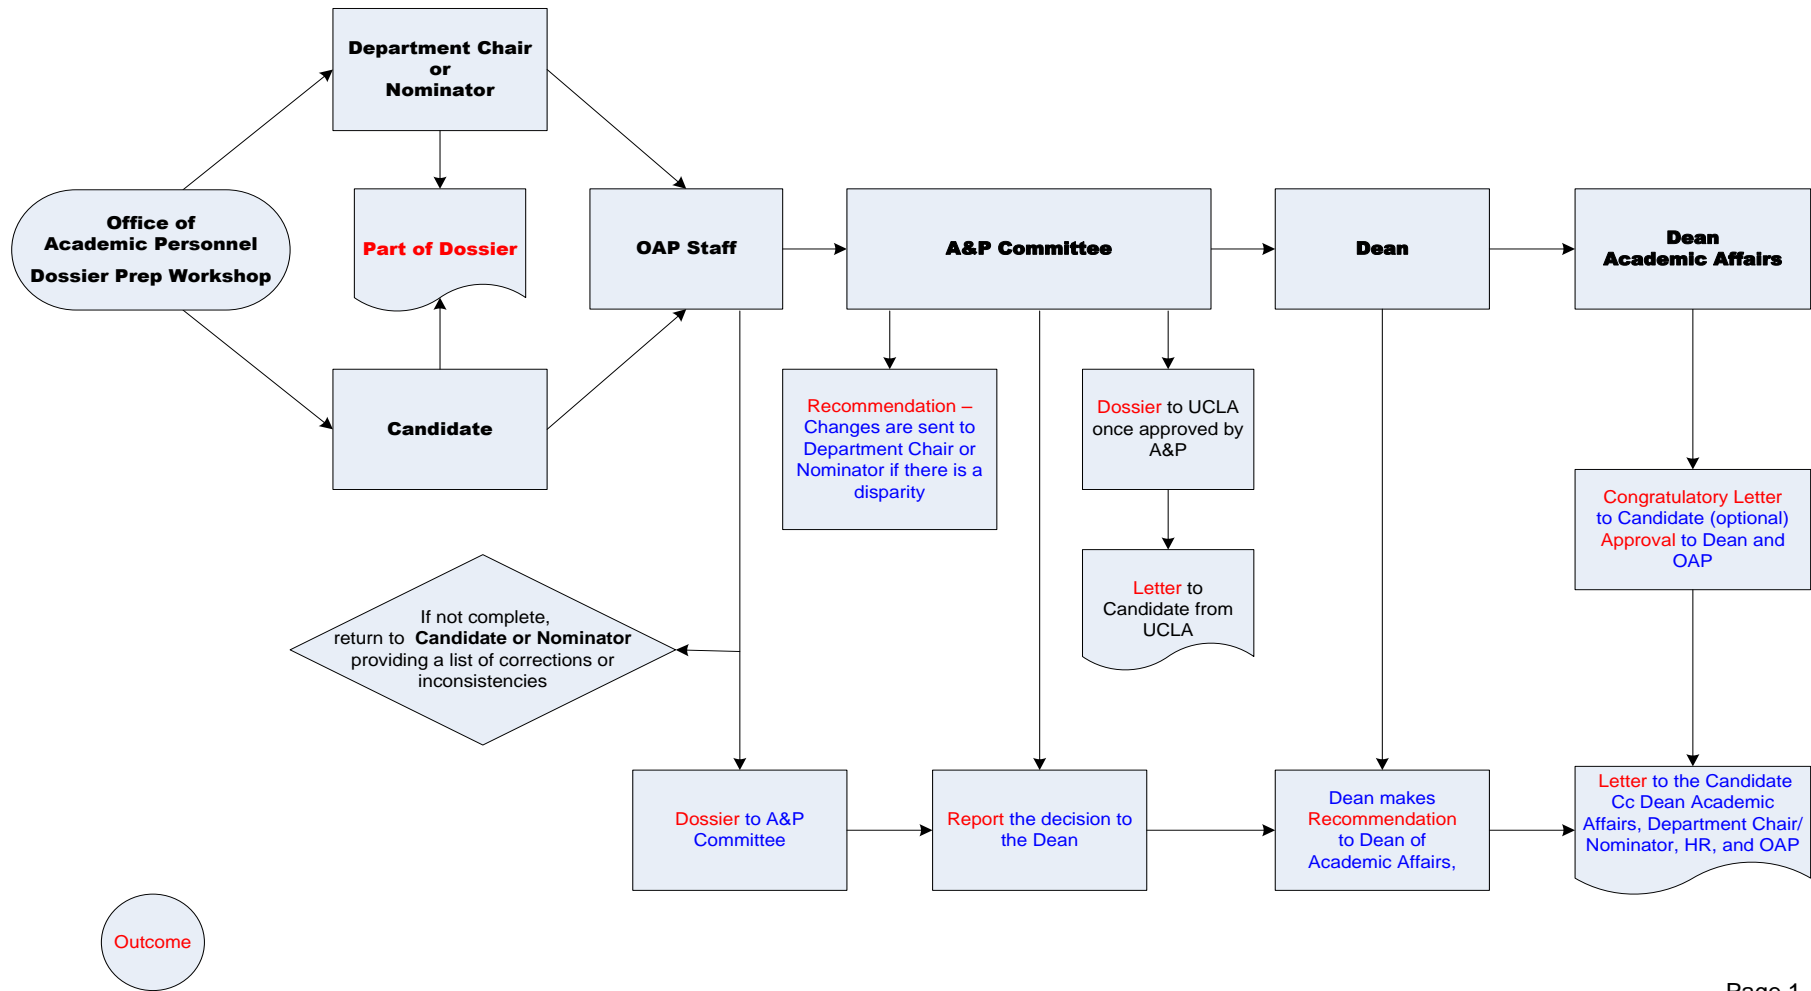 Department Chair
or
Nominator
Office of
Academic Personnel
Dossier Prep Workshop
Part of Dossier
OAP Staff
A&P Committee
Dean
Dean
Academic Affairs
Candidate
Recommendation –
Changes are sent to
Department Chair or
Nominator if there is a
disparity
Dossier to UCLA
once approved by
A&P
Congratulatory Letter
to Candidate (optional)
Approval to Dean and
OAP
Letter to
Candidate from
UCLA
If not complete,
return to Candidate or Nominator
providing a list of corrections or
inconsistencies
Dossier to A&P
Committee
Report the decision to
the Dean
Dean makes
Recommendation
to Dean of
Academic Affairs,
Letter to the Candidate
Cc Dean Academic
Affairs, Department Chair/
Nominator, HR, and OAP
Outcome
Page 1